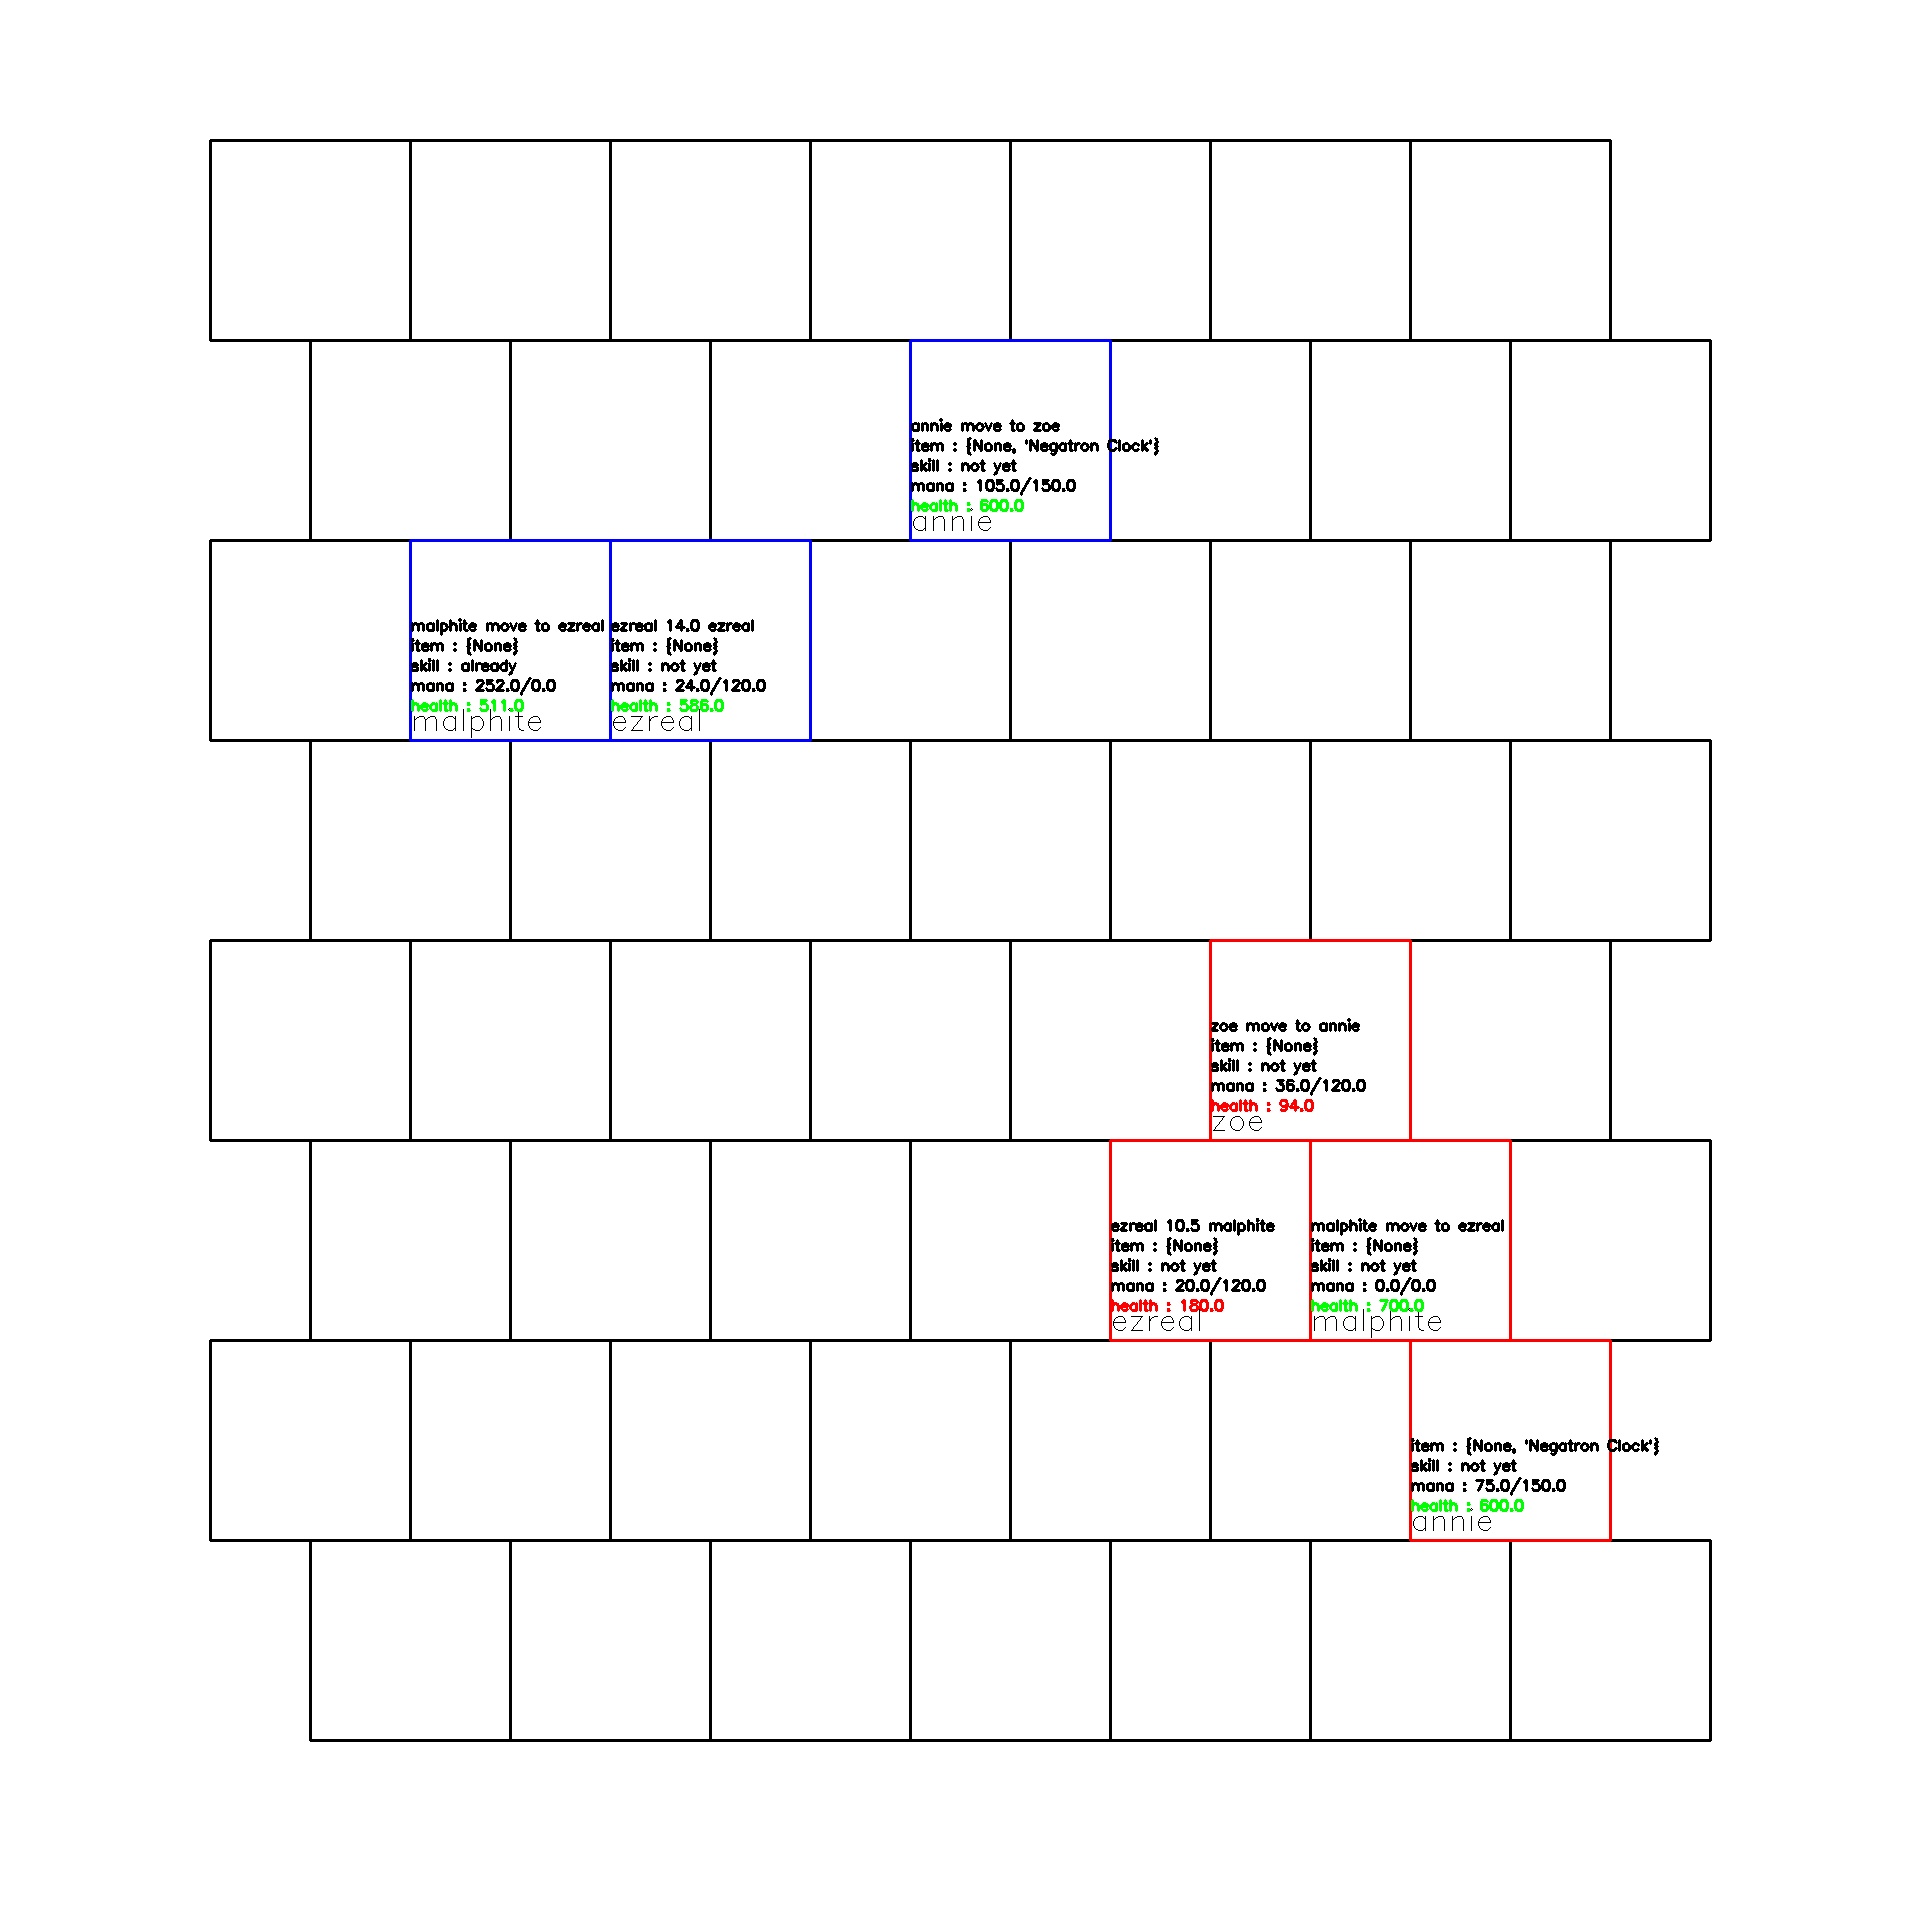 annie move to zoe
item : {None, 'Negatron Clock'}
skill : not yet
mana : 105.0/150.0
health : 600.0
annie
malphite move to ezreal
item : {None}
skill : already
mana : 252.0/0.0
health : 511.0
malphite
ezreal 14.0 ezreal
item : {None}
skill : not yet
mana : 24.0/120.0
health : 586.0
ezreal
zoe move to annie
item : {None}
skill : not yet
mana : 36.0/120.0
health : 94.0
zoe
ezreal 10.5 malphite
item : {None}
skill : not yet
mana : 20.0/120.0
health : 180.0
ezreal
malphite move to ezreal
item : {None}
skill : not yet
mana : 0.0/0.0
health : 700.0
malphite
item : {None, 'Negatron Clock'}
skill : not yet
mana : 75.0/150.0
health : 600.0
annie